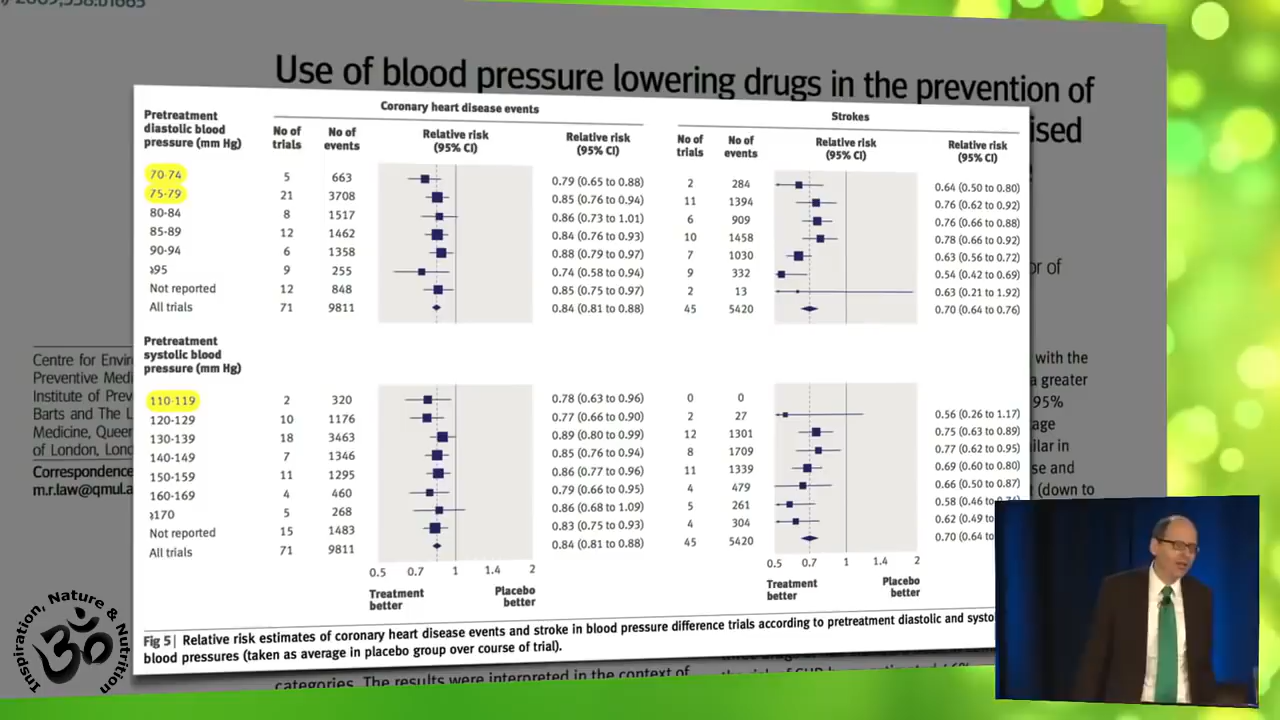 / 2009;338:b1665
Use of blood pressure lowering drugs in the prevention of
ised
or of
Centre for Envir
Preventive Medi
Institute of Prev
Barts and The L
Medicine, Queen
of London, Lond
Correspondence
m.r.law@qmul.a
with the
a greater
95%
age
ilar in
se and
t (down to
Coronary heart disease events
Strokes
Pretreatment
diastolic blood
pressure (mm Hg)
No of
trials
No of
events
Relative risk
(95% CI)
Relative risk
(95% CI)
No of
trials
No of
events
Relative risk
(95% CI)
Relative risk
(95% CI)
70-74 5 663 0.79 (0.65 to 0.88) 2 284 0.64 (0.50 to 0.80)
75-79 21 3708 0.85 (0.76 to 0.94) 11 1394 0.76 (0.62 to 0.92)
80-84 8 1517 0.86 (0.73 to 1.01) 6 909 0.76 (0.66 to 0.88)
85-89 12 1462 0.84 (0.76 to 0.93) 10 1458 0.78 (0.66 to 0.92)
90-94 6 1358 0.88 (0.79 to 0.97) 7 1030 0.63 (0.56 to 0.72)
≥95 9 255 0.74 (0.58 to 0.94) 9 332 0.54 (0.42 to 0.69)
Not reported 12 848 0.85 (0.75 to 0.97) 2 13 0.63 (0.21 to 1.92)
All trials 71 9811 0.84 (0.81 to 0.88) 45 5420 0.70 (0.64 to 0.76)
Pretreatment
systolic blood
pressure (mm Hg)
110-119 2 320 0.78 (0.63 to 0.96) 0 0
120-129 10 1176 0.77 (0.66 to 0.90) 2 27 0.56 (0.26 to 1.17)
130-139 18 3463 0.89 (0.80 to 0.99) 12 1301 0.75 (0.63 to 0.89)
140-149 7 1346 0.85 (0.76 to 0.94) 8 1709 0.77 (0.62 to 0.95)
150-159 11 1295 0.86 (0.77 to 0.96) 11 1339 0.69 (0.60 to 0.80)
160-169 4 460 0.79 (0.66 to 0.95) 4 479 0.66 (0.50 to 0.87)
≥170 5 268 0.86 (0.68 to 1.09) 5 261 0.58 (0.46 to
Not reported 15 1483 0.83 (0.75 to 0.93) 4 304 0.62 (0.49 to
All trials 71 9811 0.84 (0.81 to 0.88) 45 5420 0.70 (0.64 to
0.5 0.7 1 1.4 2
0.5 0.7 1 1.4 2
Treatment
better
Placebo
better
Treatment
better
Placebo
better
Fig 5 | Relative risk estimates of coronary heart disease events and stroke in blood pressure difference trials according to pretreatment diastolic and systo
blood pressures (taken as average in placebo group over course of trial).
categories. The results were interpreted in the context of
Inspiration, Nature & Nutrition
ॐ